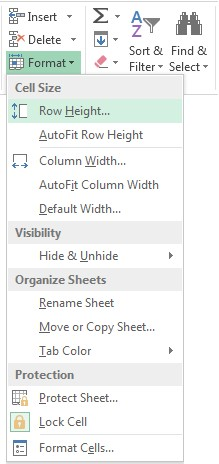 Insert
Delete
Format
Sort &
Filter
Find &
Select
Cell Size
Row Height...
AutoFit Row Height
Column Width...
AutoFit Column Width
Default Width...
Visibility
Hide & Unhide
Organize Sheets
Rename Sheet
Move or Copy Sheet...
Tab Color
Protection
Protect Sheet...
Lock Cell
Format Cells...